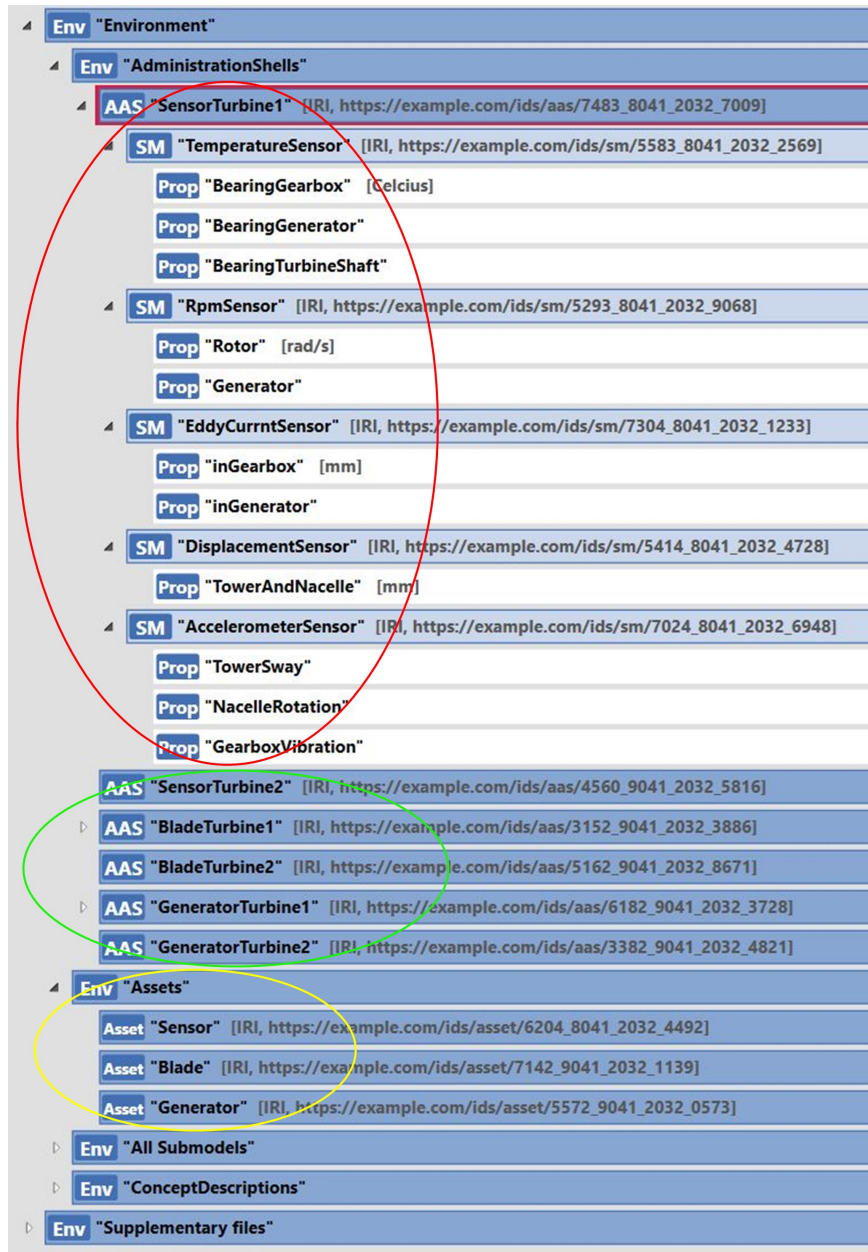 Env "Environment"
Env "AdministrationShells"
AAS "SensorTurbine1" [IRI, https://example.com/ids/aas/7483_8041_2032_7009]
SM "TemperatureSensor" [IRI, https://example.com/ids/sm/5583_8041_2032_2569]
Prop "BearingGearbox" [Celcius]
Prop "BearingGenerator"
Prop "BearingTurbineShaft"
SM "RpmSensor" [IRI, https://example.com/ids/sm/5293_8041_2032_9068]
Prop "Rotor" [rad/s]
Prop "Generator"
SM "EddyCurrntSensor" [IRI, https://example.com/ids/sm/7304_8041_2032_1233]
Prop "inGearbox" [mm]
Prop "inGenerator"
SM "DisplacementSensor" [IRI, https://example.com/ids/sm/5414_8041_2032_4728]
Prop "TowerAndNacelle" [mm]
SM "AccelerometerSensor" [IRI, https://example.com/ids/sm/7024_8041_2032_6948]
Prop "TowerSway"
Prop "NacelleRotation"
Prop "GearboxVibration"
AAS "SensorTurbine2" [IRI, https://example.com/ids/aas/4560_9041_2032_5816]
AAS "BladeTurbine1" [IRI, https://example.com/ids/aas/3152_9041_2032_3886]
AAS "BladeTurbine2" [IRI, https://example.com/ids/aas/5162_9041_2032_8671]
AAS "GeneratorTurbine1" [IRI, https://example.com/ids/aas/6182_9041_2032_3728]
AAS "GeneratorTurbine2" [IRI, https://example.com/ids/aas/3382_9041_2032_4821]
Env "Assets"
Asset "Sensor" [IRI, https://example.com/ids/asset/6204_8041_2032_4492]
Asset "Blade" [IRI, https://example.com/ids/asset/7142_9041_2032_1139]
Asset "Generator" [IRI, https://example.com/ids/asset/5572_9041_2032_0573]
Env "All Submodels"
Env "ConceptDescriptions"
Env "Supplementary files"